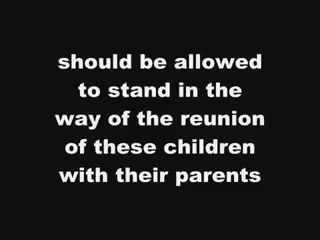 should be allowed
to stand in the
way of the reunion
of these children
with their parents